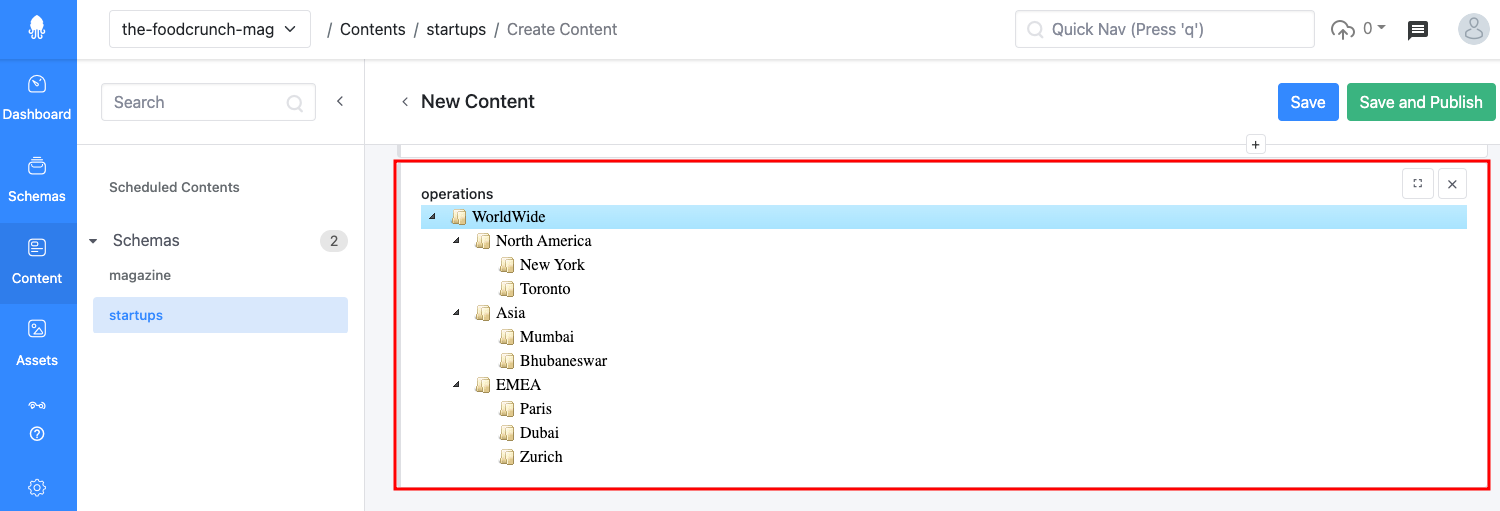 the-foodcrunch-mag / Contents / startups / Create Content Quick Nav (Press 'q') 0
Dashboard
Schemas
Content
Assets
Search
Scheduled Contents
Schemas 2
magazine
startups
New Content Save Save and Publish
+
operations
WorldWide
North America
New York
Toronto
Asia
Mumbai
Bhubaneswar
EMEA
Paris
Dubai
Zurich